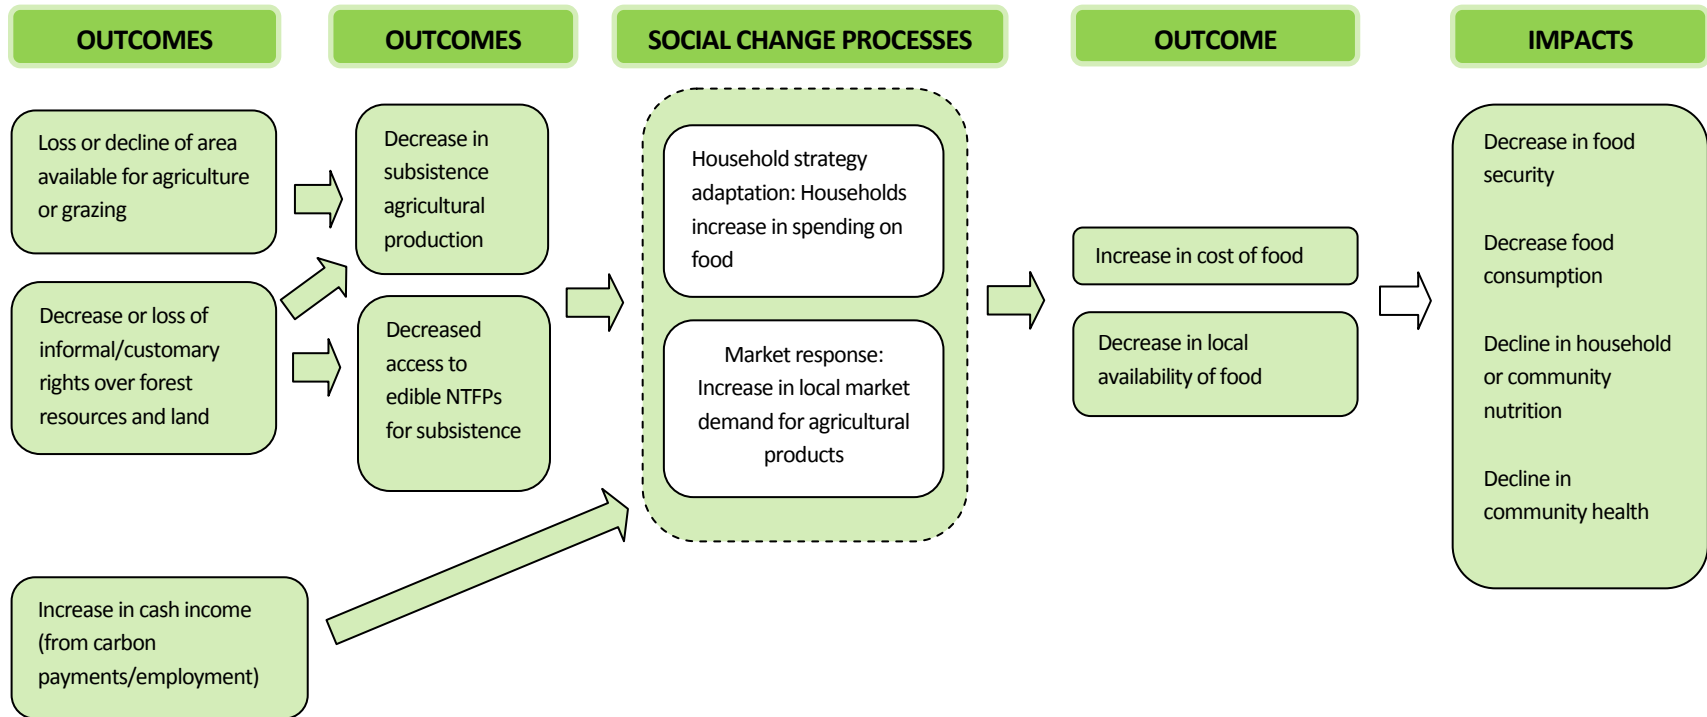 OUTCOMES
OUTCOMES
SOCIAL CHANGE PROCESSES
OUTCOME
IMPACTS
Loss or decline of area
available for agriculture
or grazing
Decrease or loss of
informal/customary
rights over forest
resources and land
Increase in cash income
(from carbon
payments/employment)
Decrease in
subsistence
agricultural
production
Decreased
access to
edible NTFPs
for subsistence
Household strategy
adaptation: Households
increase in spending on
food
Market response:
Increase in local market
demand for agricultural
products
Increase in cost of food
Decrease in local
availability of food
Decrease in food
security
Decrease food
consumption
Decline in household
or community
nutrition
Decline in
community health